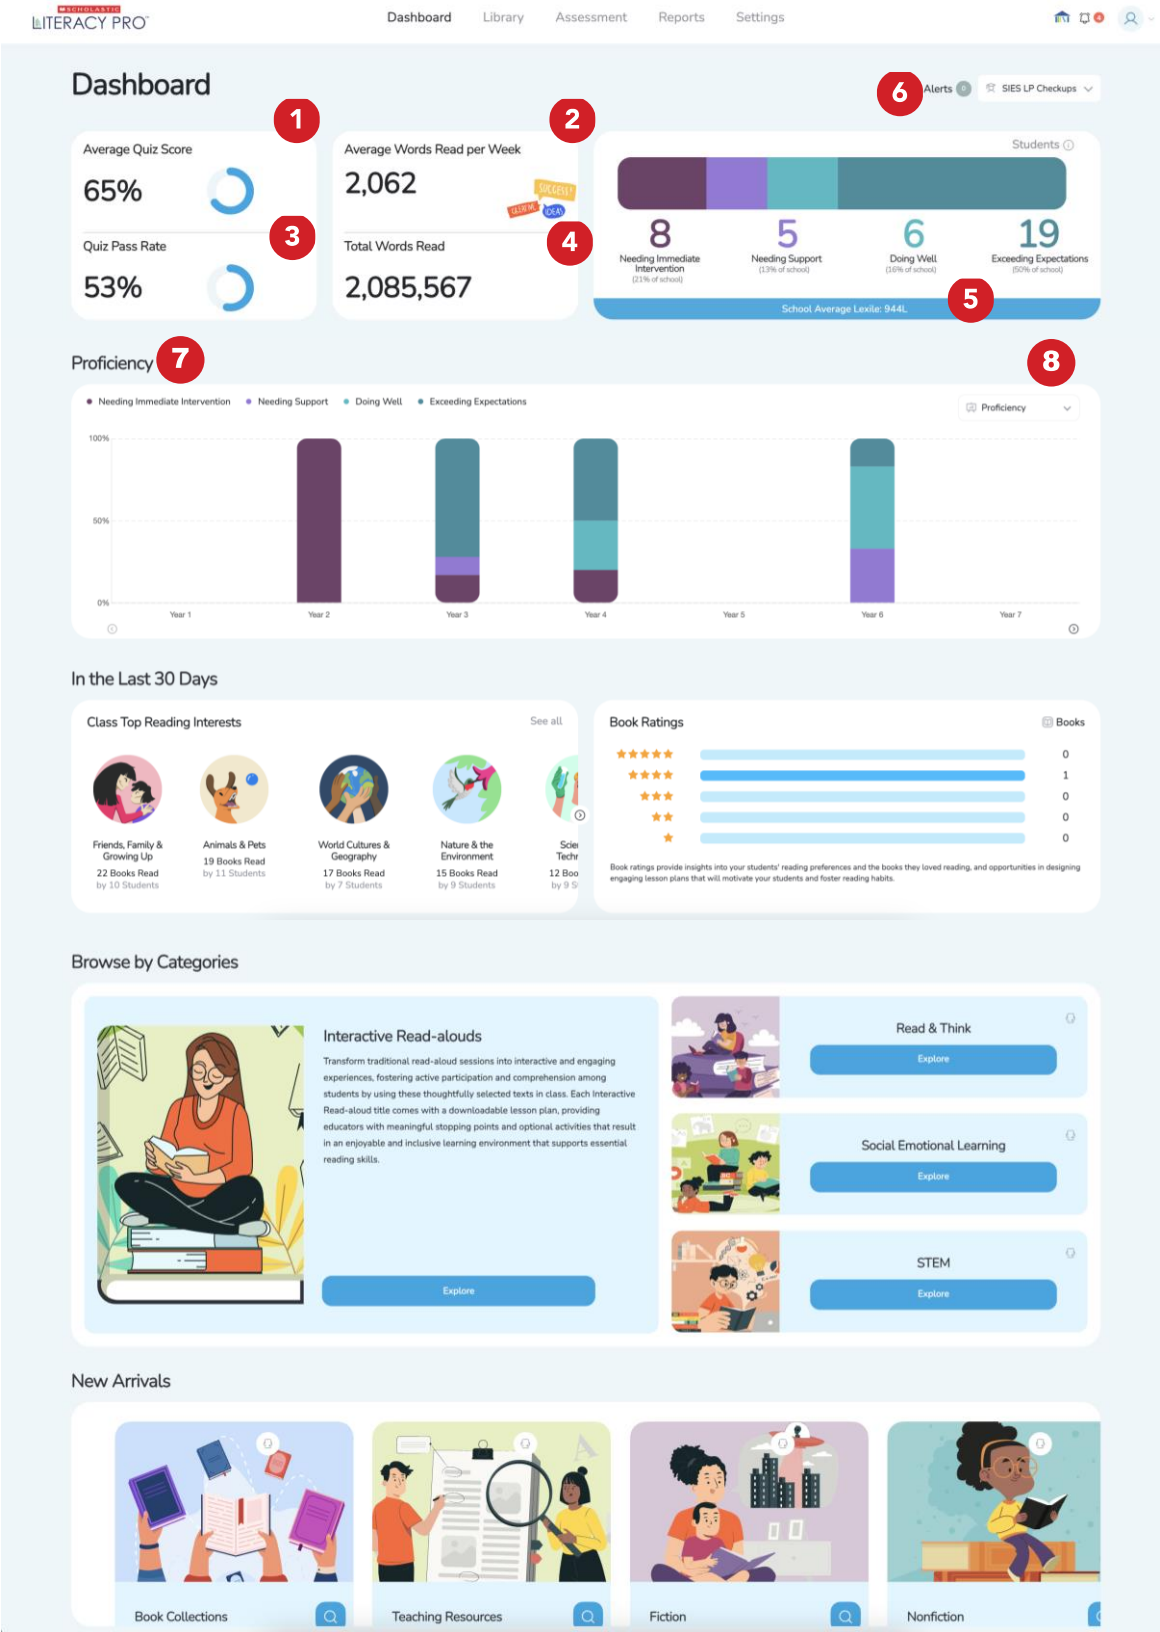 SCHOLASTIC
LITERACY PRO
Dashboard
Library
Assessment
Reports
Settings
4
Dashboard
6
Alerts
0
SIES LP Checkups
1
Average Quiz Score
65%
3
Quiz Pass Rate
53%
2
Average Words Read per Week
2,062
SUCCESS!
CREATIVE
IDEAS
4
Total Words Read
2,085,567
Students
8
Needing Immediate
Intervention
(21% of school)
5
Needing Support
(13% of school)
6
Doing Well
(16% of school)
19
Exceeding Expectations
(50% of school)
5
School Average Lexile: 944L
Proficiency
7
8
Needing Immediate Intervention
Needing Support
Doing Well
Exceeding Expectations
Proficiency
100%
50%
0%
Year 1
Year 2
Year 3
Year 4
Year 5
Year 6
Year 7
In the Last 30 Days
Class Top Reading Interests
See all
Friends, Family &
Growing Up
22 Books Read
by 10 Students
Animals & Pets
19 Books Read
by 11 Students
World Cultures &
Geography
17 Books Read
by 7 Students
Nature & the
Environment
15 Books Read
by 9 Students
Scie
Techn
12 Boo
by 9 S
Book Ratings
Books
0
1
0
0
0
Book ratings provide insights into your students' reading preferences and the books they loved reading, and opportunities in designing
engaging lesson plans that will motivate your students and foster reading habits.
Browse by Categories
Interactive Read-alouds
Transform traditional read-aloud sessions into interactive and engaging
experiences, fostering active participation and comprehension among
students by using these thoughtfully selected texts in class. Each Interactive
Read-aloud title comes with a downloadable lesson plan, providing
educators with meaningful stopping points and optional activities that result
in an enjoyable and inclusive learning environment that supports essential
reading skills.
Explore
Read & Think
Explore
Social Emotional Learning
Explore
STEM
Explore
New Arrivals
Book Collections
Teaching Resources
Fiction
Nonfiction